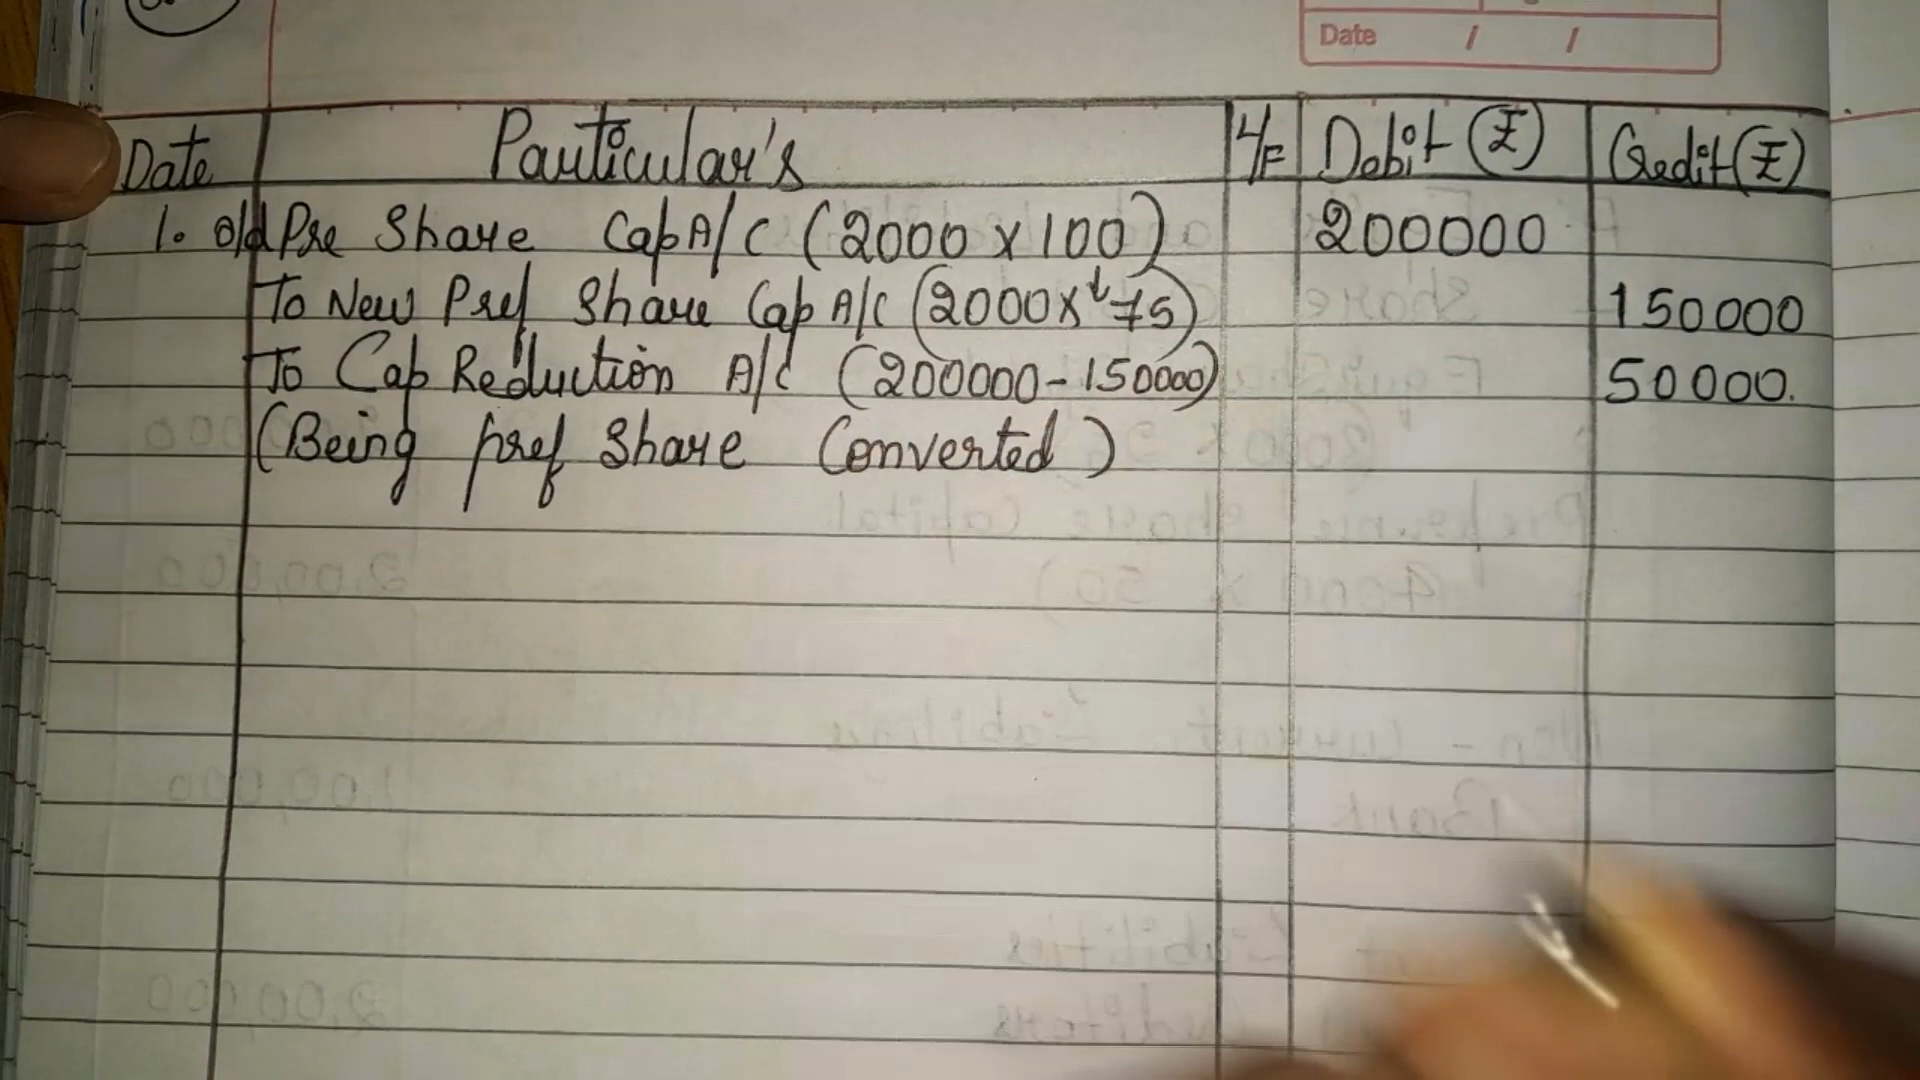 Date / /
Date Particular's L/F Debit (₹) Credit (₹)
1. old Pre Share Cap A/C (2000 x 100) 200000
To New Pref Share Cap A/C (2000 x 75) 150000
To Cap Reduction A/C (200000-150000) 50000.
(Being pref Share Converted)